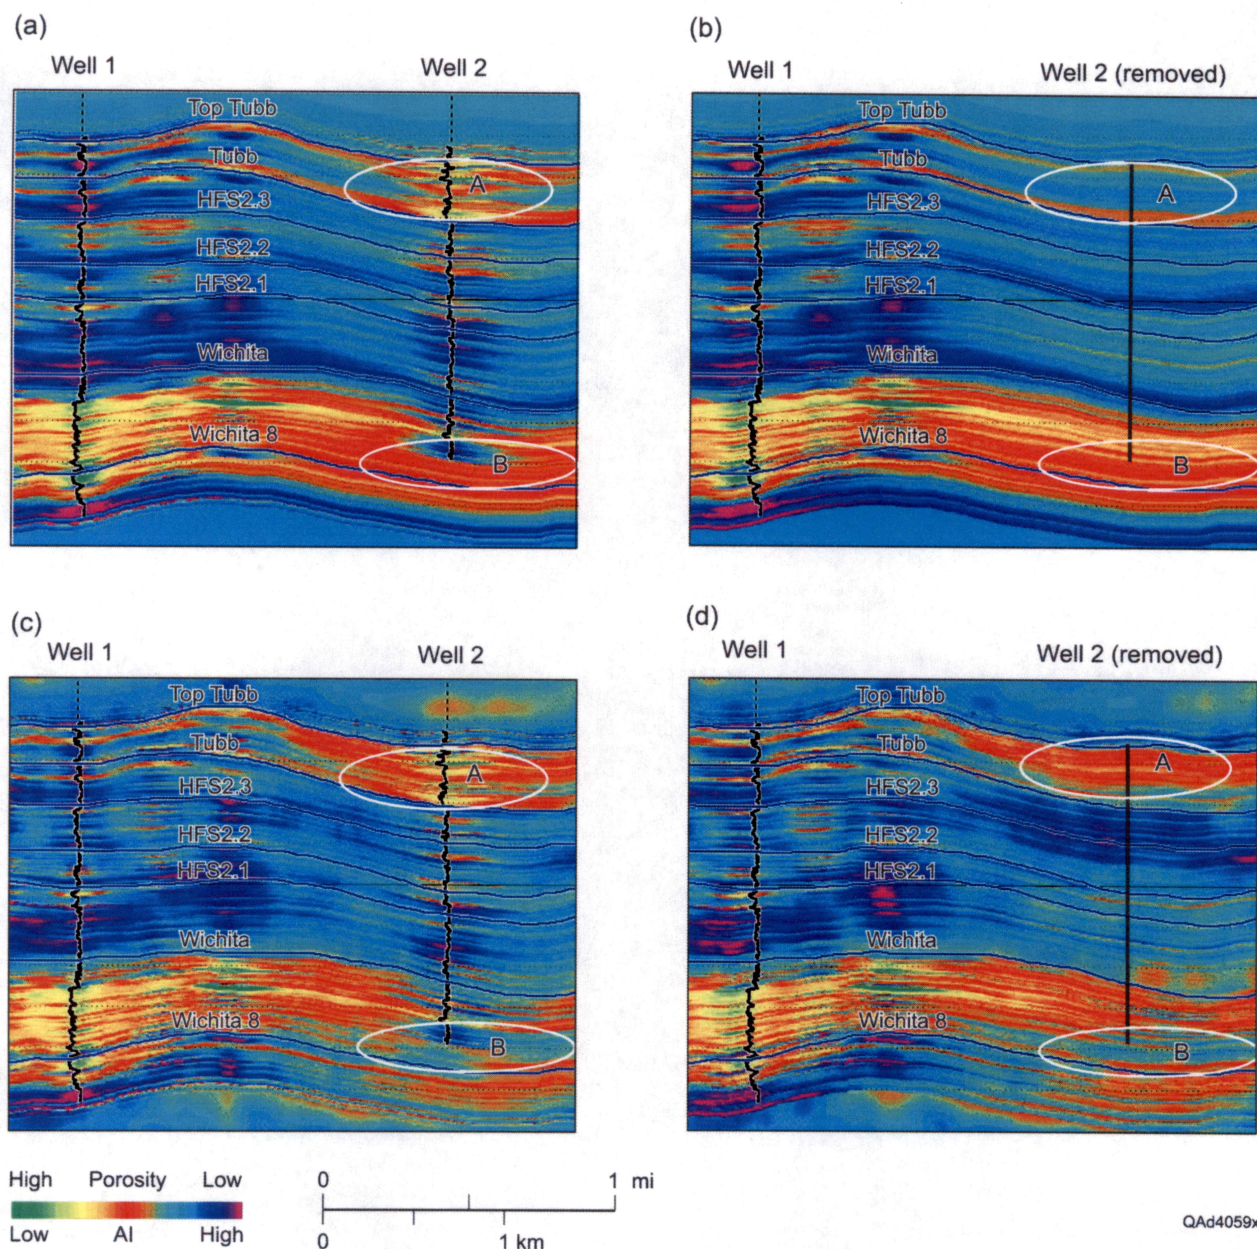 (a)
Well 1
Well 2
Top Tubb
Tubb
HFS2.3
HFS2.2
HFS2.1
Wichita
Wichita 8
A
B
(b)
Well 1
Well 2 (removed)
Top Tubb
Tubb
HFS2.3
HFS2.2
HFS2.1
Wichita
Wichita 8
A
B
(c)
Well 1
Well 2
Top Tubb
Tubb
HFS2.3
HFS2.2
HFS2.1
Wichita
Wichita 8
A
B
(d)
Well 1
Well 2 (removed)
Top Tubb
Tubb
HFS2.3
HFS2.2
HFS2.1
Wichita
Wichita 8
A
B
High Porosity Low
Low AI High
0 1 mi
0 1 km
QAd4059x